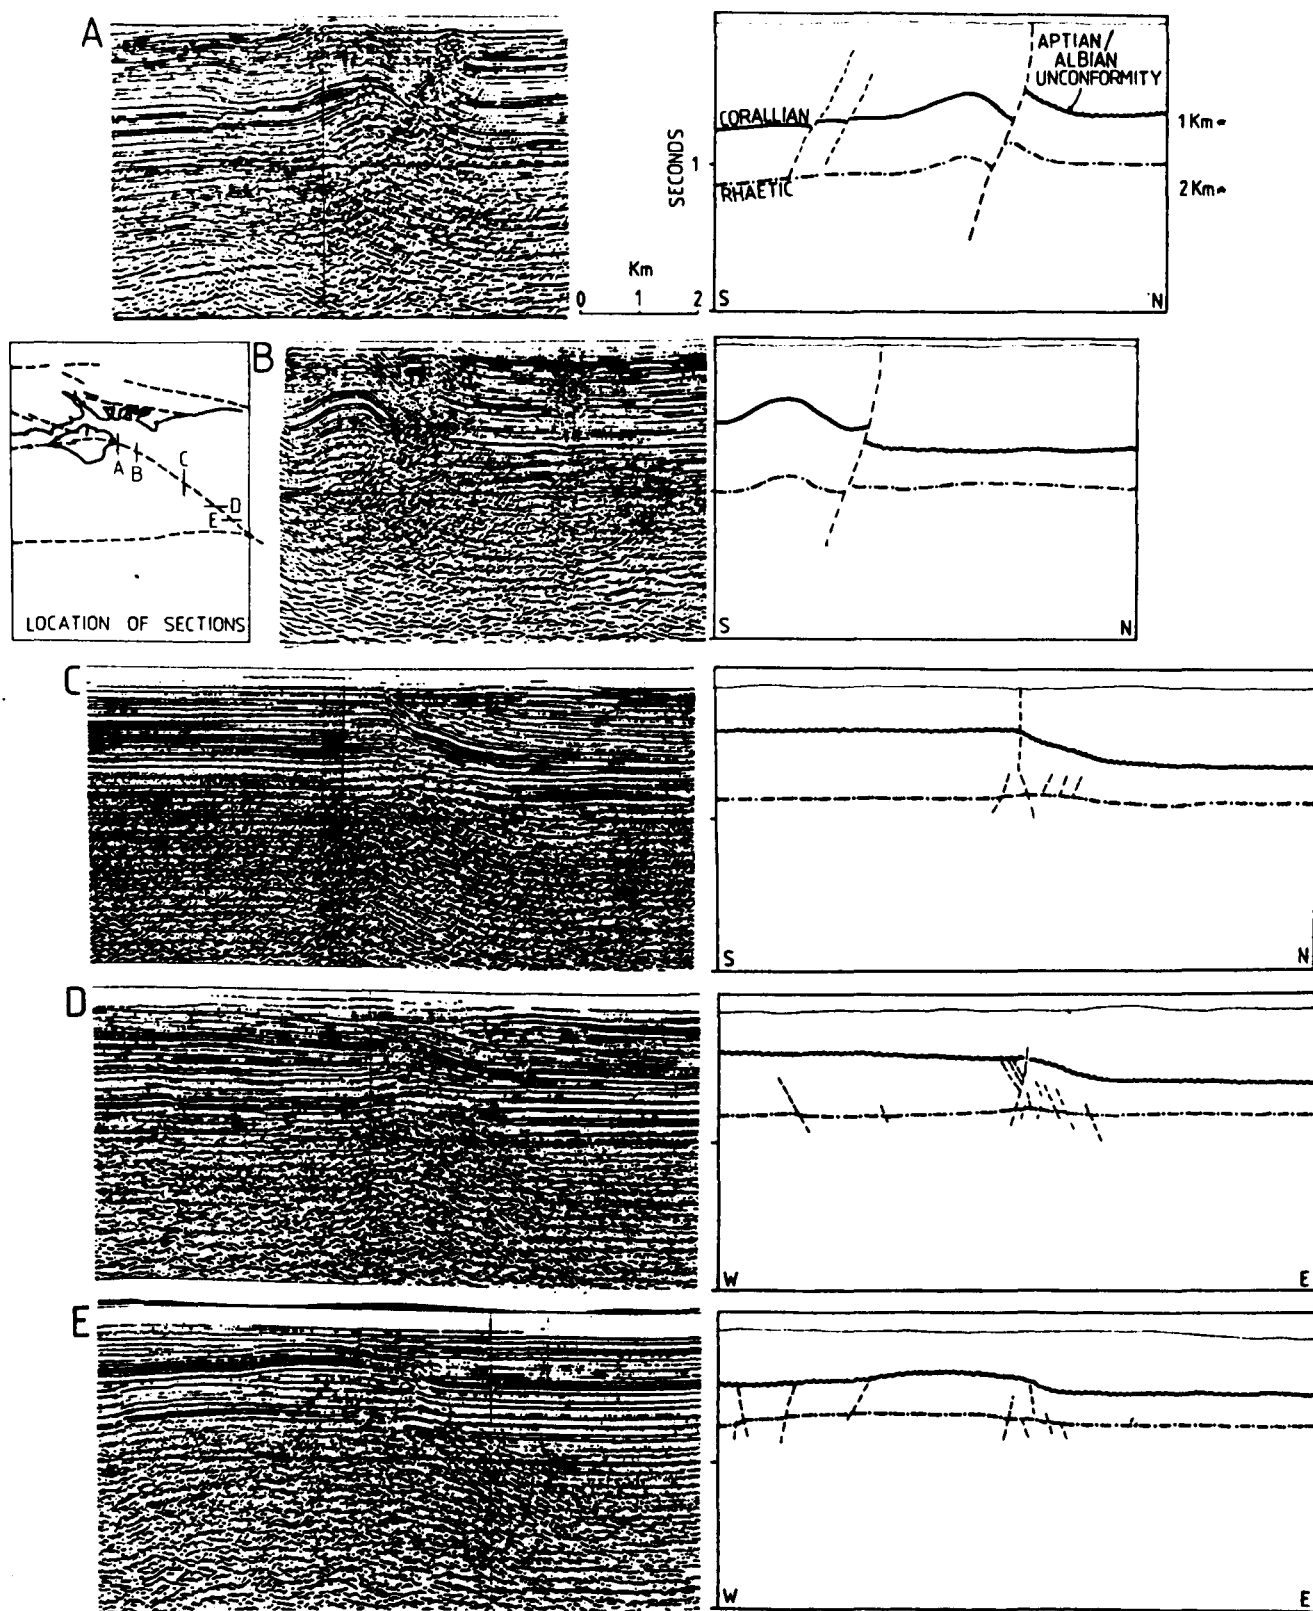 A
APTIAN/
ALBIAN
UNCONFORMITY
CORALLIAN
1 Km
SECONDS
1
RHAETIC
2 Km
Km
0 1 2
S N
B
A
B
C
D
E
LOCATION OF SECTIONS
S N
C
S N
D
W E
E
W E